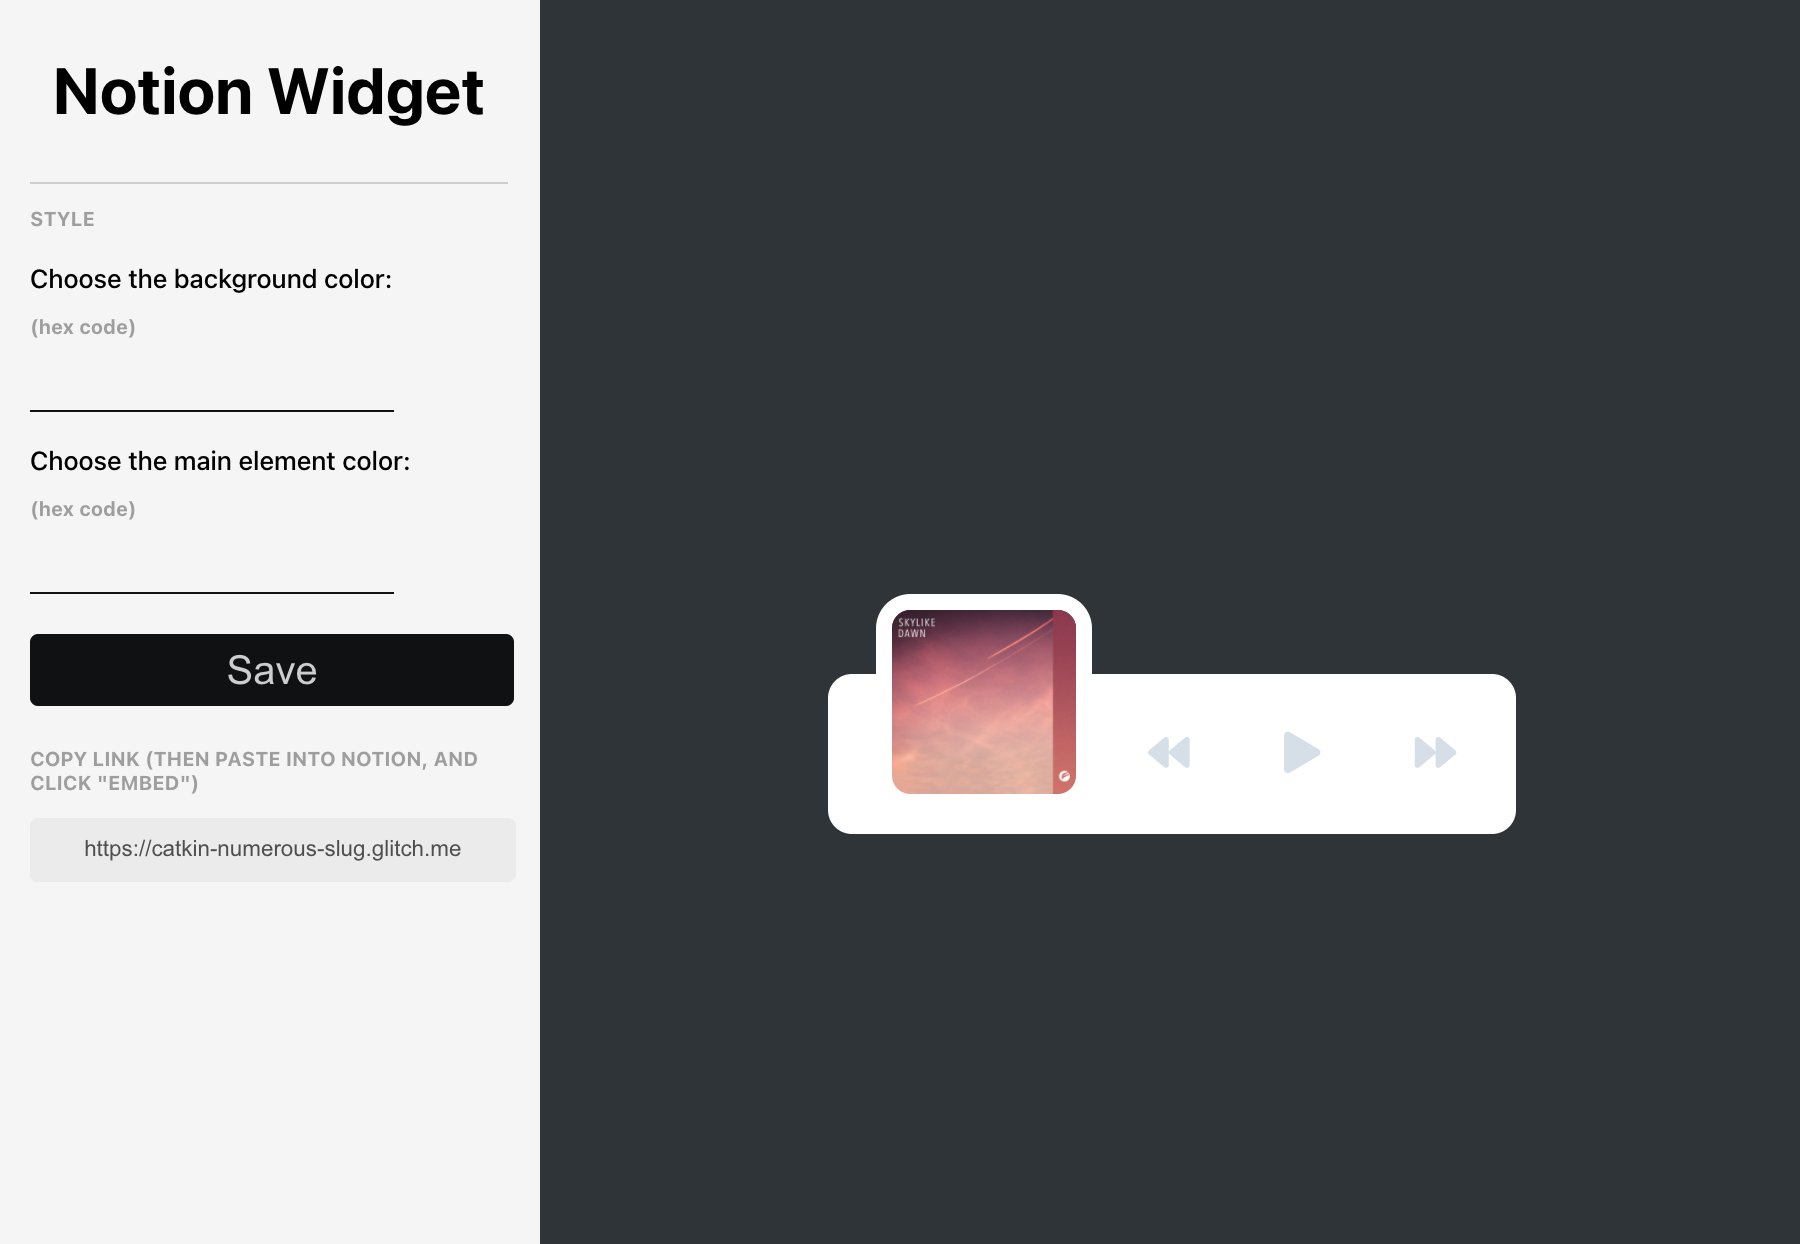 Notion Widget
STYLE
Choose the background color:
(hex code)
Choose the main element color:
(hex code)
Save
COPY LINK (THEN PASTE INTO NOTION, AND
CLICK "EMBED")
https://catkin-numerous-slug.glitch.me
SKYLIKE
DAWN